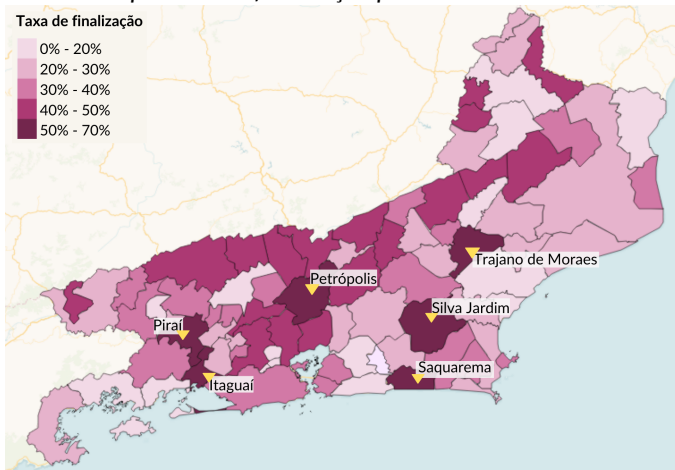 Taxa de finalização
0% - 20%
20% - 30%
30% - 40%
40% - 50%
50% - 70%
Trajano de Moraes
Petrópolis
Silva Jardim
Piraí
Saquarema
Itaguaí